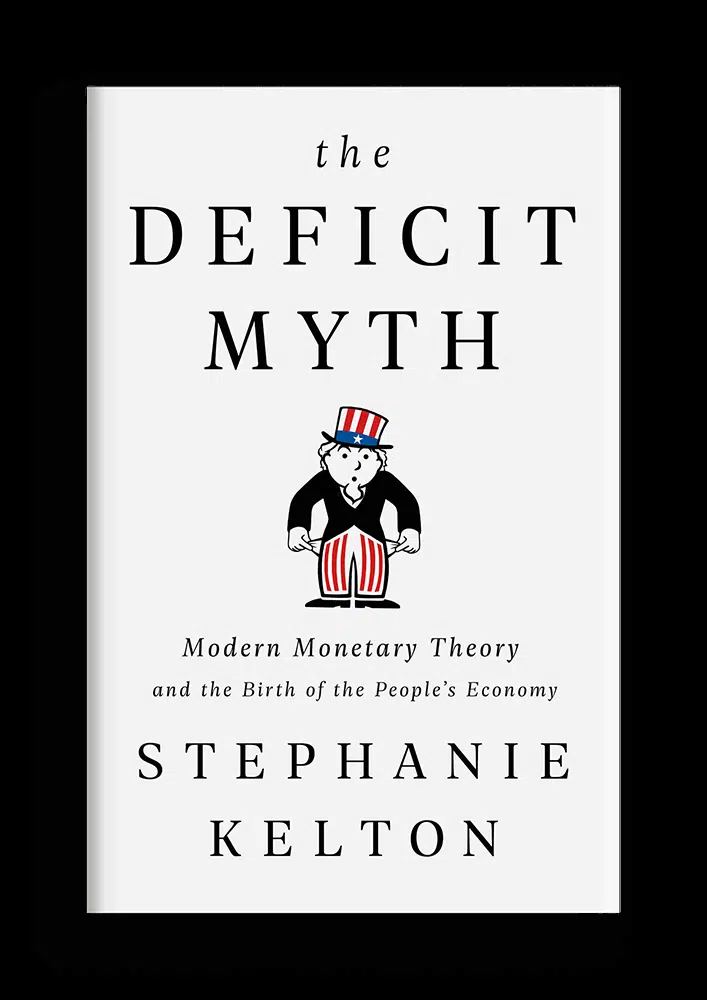 the
DEFICIT
MYTH
Modern Monetary Theory
and the Birth of the People’s Economy
STEPHANIE
KELTON